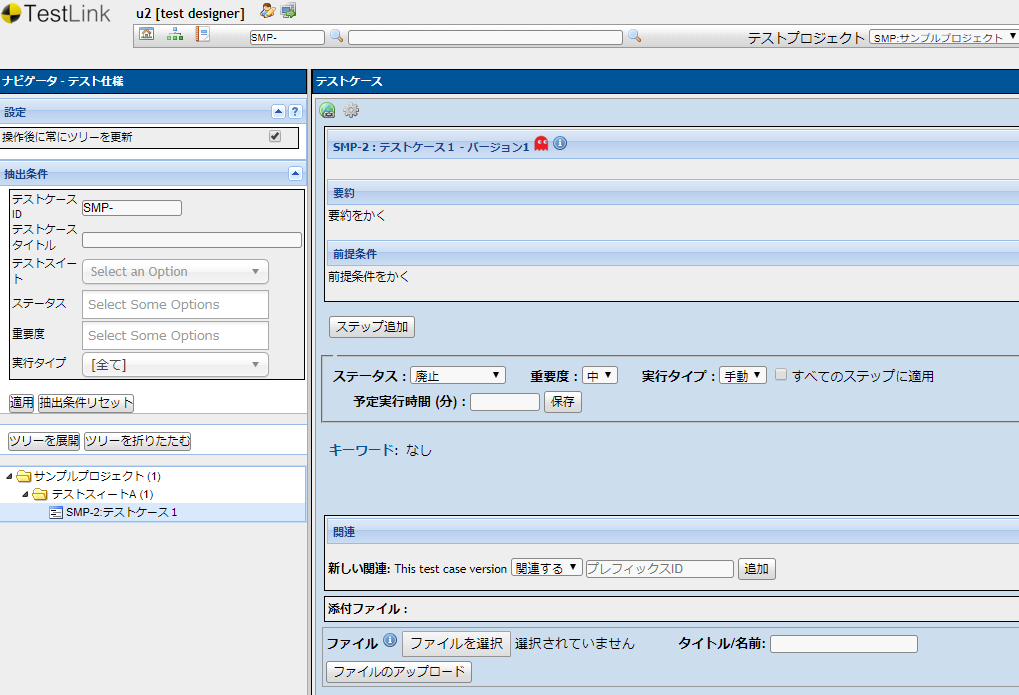 TestLink
u2 [test designer]
SMP-
テストプロジェクト SMP:サンプルプロジェクト
ナビゲータ - テスト仕様
設定
?
操作後に常にツリーを更新
抽出条件
テストケース
ID
SMP-
テストケース
タイトル
テストスイー
ト
Select an Option
ステータス
Select Some Options
重要度
Select Some Options
実行タイプ
[全て]
適用 抽出条件リセット
ツリーを展開 ツリーを折りたたむ
サンプルプロジェクト (1)
テストスィートA (1)
SMP-2:テストケース１
テストケース
SMP-2 : テストケース１ - バージョン1
要約
要約をかく
前提条件
前提条件をかく
ステップ追加
ステータス : 廃止 重要度 : 中 実行タイプ : 手動 すべてのステップに適用
予定実行時間 (分) : 保存
キーワード: なし
関連
新しい関連: This test case version 関連する プレフィックスID 追加
添付ファイル :
ファイル ファイルを選択 選択されていません タイトル/名前:
ファイルのアップロード